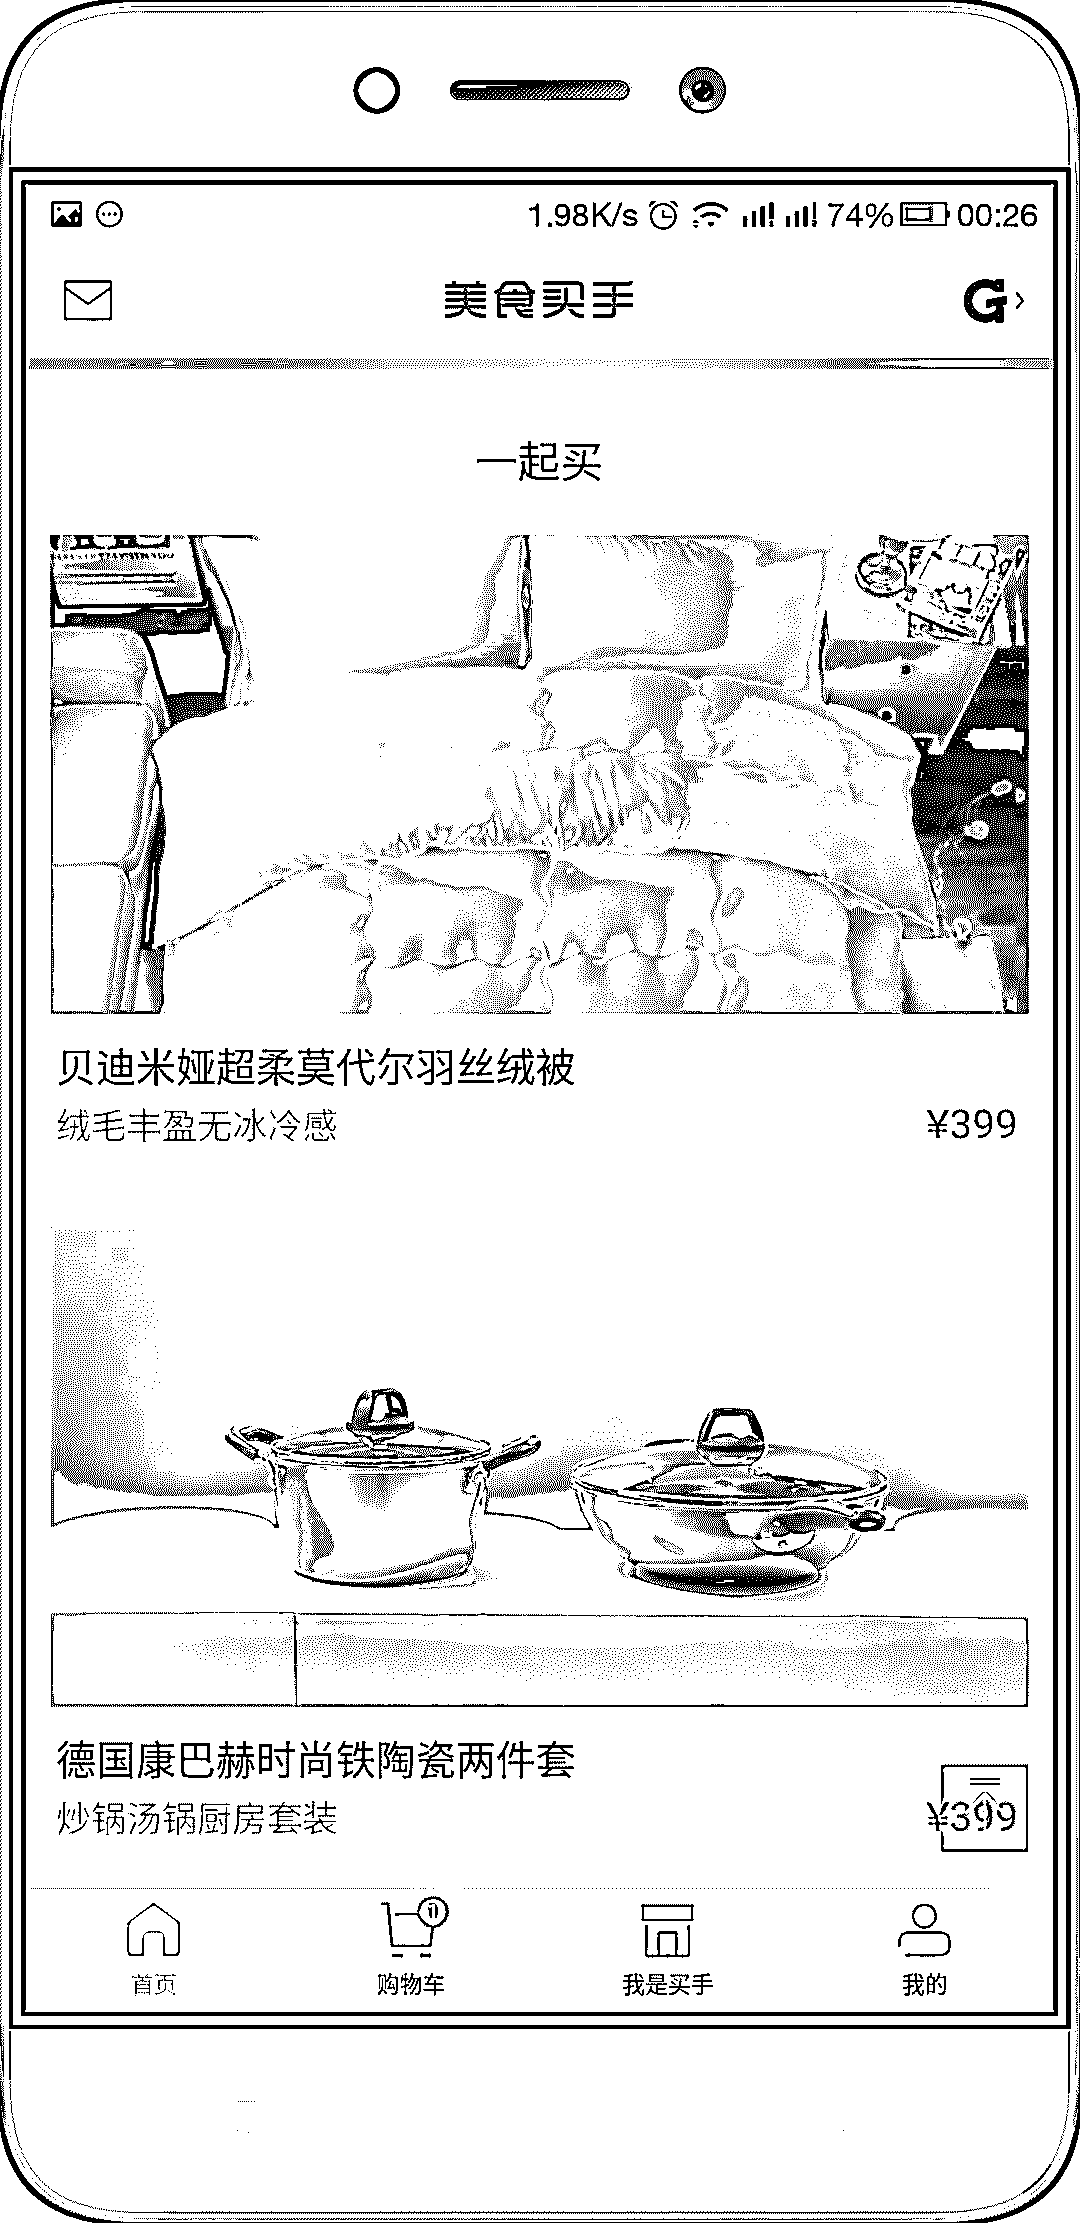 1.98K/s 74% 00:26
美食买手
G
一起买
贝迪米娅超柔莫代尔羽丝绒被
绒毛丰盈无冰冷感 ¥399
德国康巴赫时尚铁陶瓷两件套
炒锅汤锅厨房套装 ¥399
首页 购物车 我是买手 我的